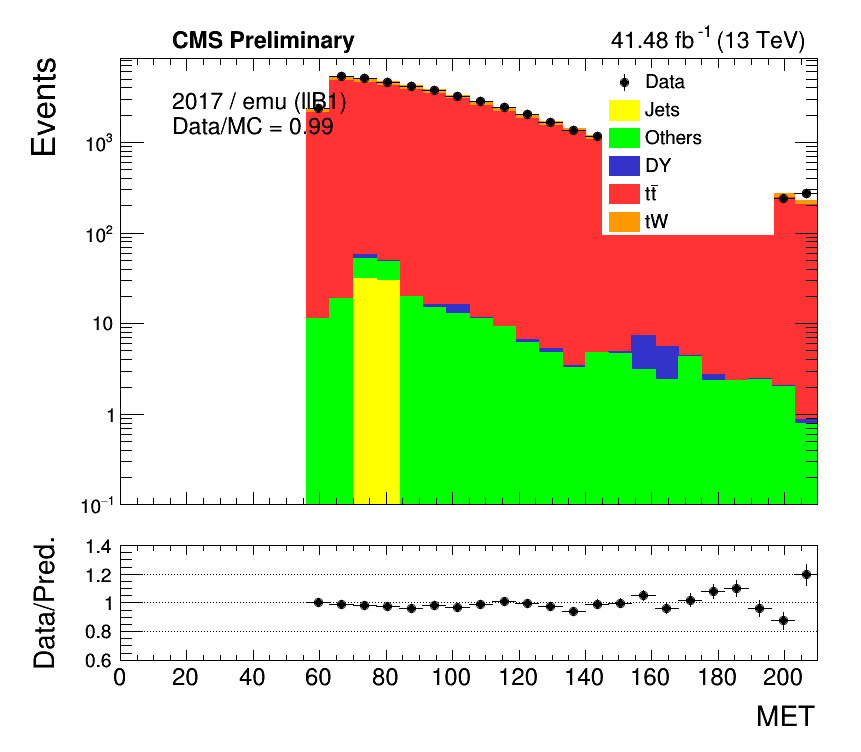 CMS Preliminary
41.48 fb⁻¹ (13 TeV)
Events
2017 / emu (llB1)
Data/MC = 0.99
Data
Jets
Others
DY
tt̄
tW
10³
10²
10
1
10⁻¹
Data/Pred.
1.4
1.2
1
0.8
0.6
0 20 40 60 80 100 120 140 160 180 200
MET